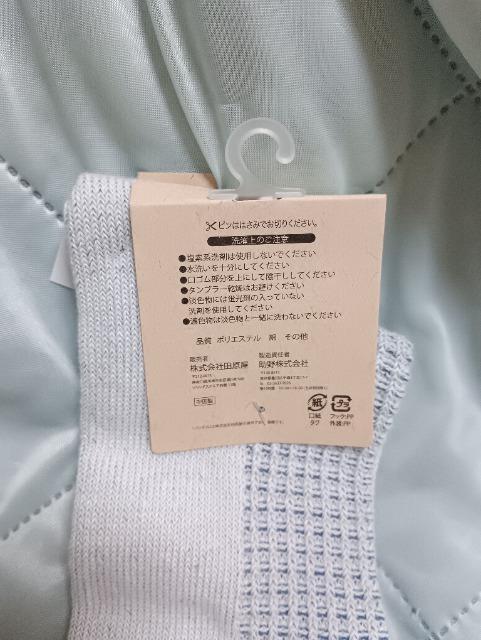 ✂ピンははさみでお切りください。
洗濯上のご注意
●塩素系洗剤は使用しないでください
●水洗いを十分にしてください
●口ゴム部分を上にして陰干ししてください
●タンブラー乾燥はお避けください
●淡色物には蛍光剤の入っていない
洗剤を使用してください
●濃色物は淡色物と一緒に洗わないでください
品質 ポリエステル 綿 その他
販売者
株式会社田原屋
製造責任者
助野株式会社
中国製
紙
口紙
タグ
プラ
フック:PP
外装:PP